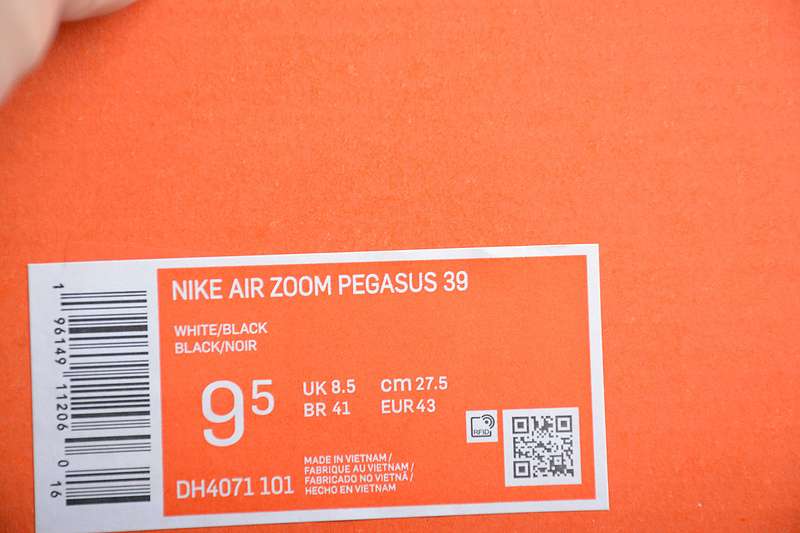 NIKE AIR ZOOM PEGASUS 39
WHITE/BLACK
BLACK/NOIR
9 5
UK 8.5 cm 27.5
BR 41 EUR 43
RFID
DH4071 101
MADE IN VIETNAM /
FABRIQUE AU VIETNAM /
FABRICADO NO VIETNÃ /
HECHO EN VIETNAM
1 96149 11206 0 16